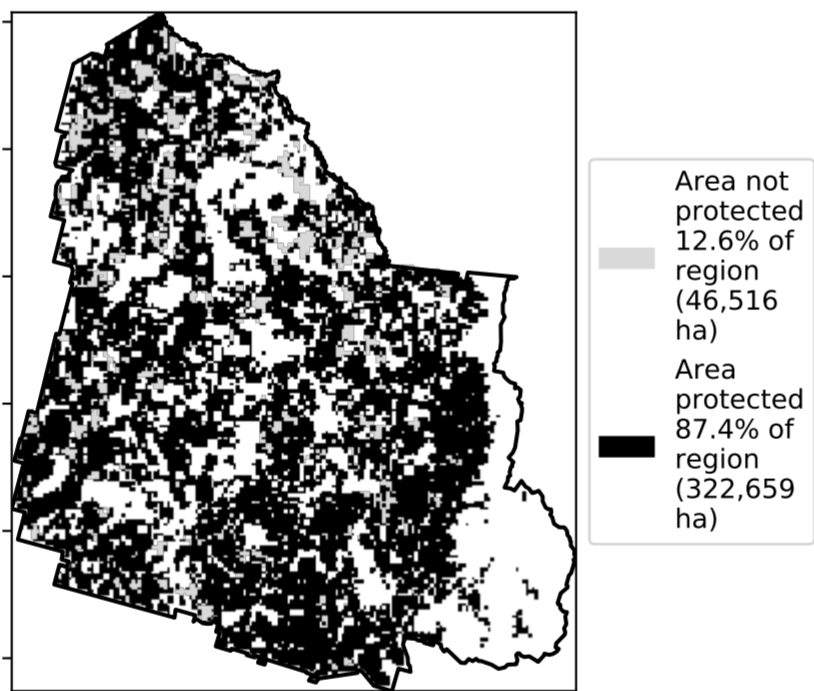 Area not
protected
12.6% of
region
(46,516
ha)
Area
protected
87.4% of
region
(322,659
ha)